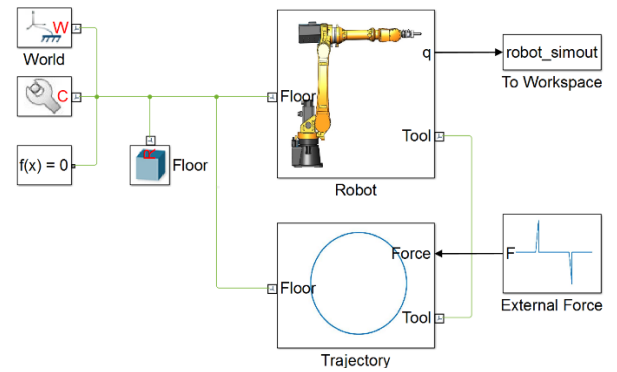 W
World
C
f(x) = 0
Floor
Floor
q
Tool
Robot
robot_simout
To Workspace
Floor
Force
Tool
Trajectory
F
External Force